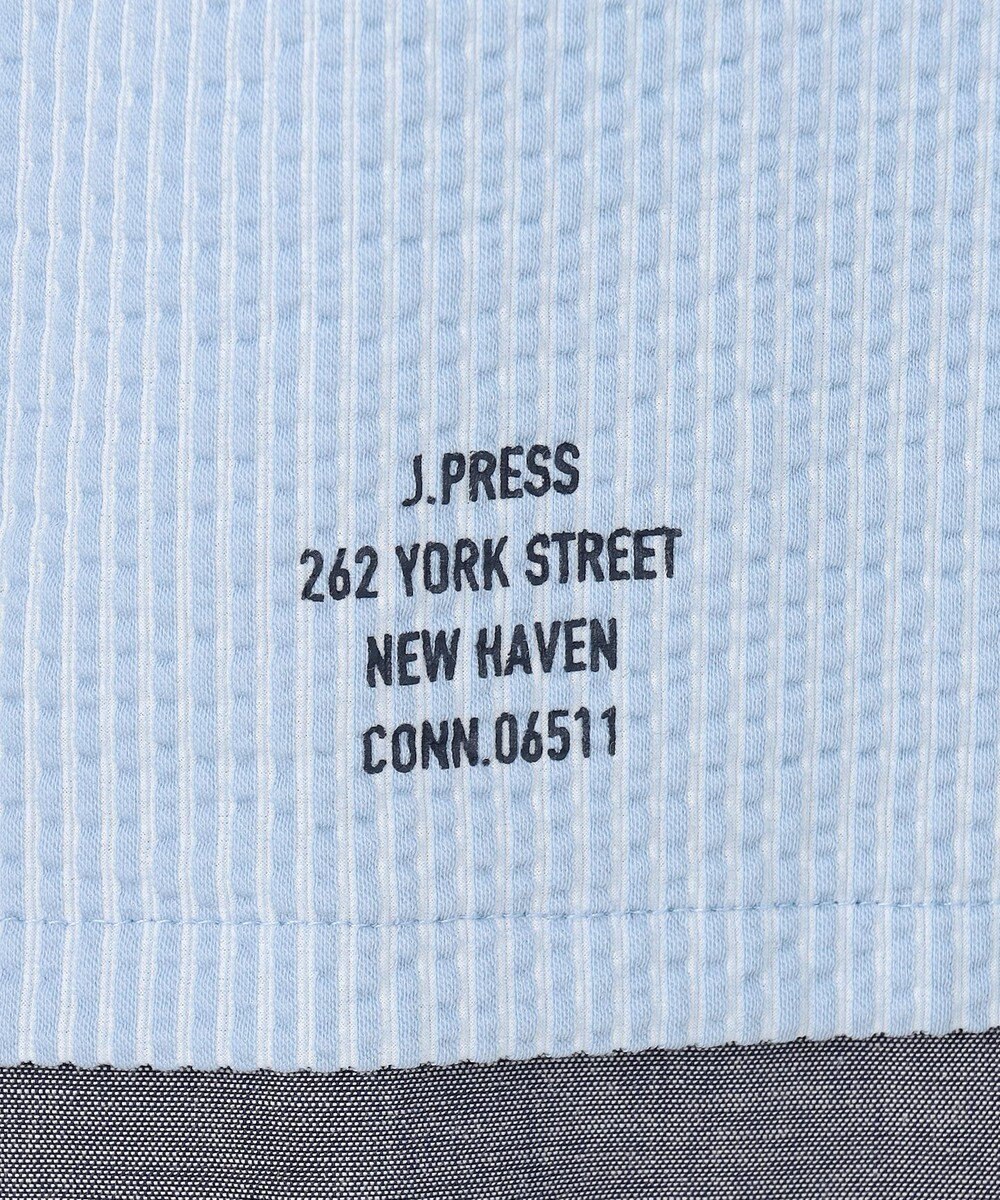 J.PRESS
262 YORK STREET
NEW HAVEN
CONN.06511